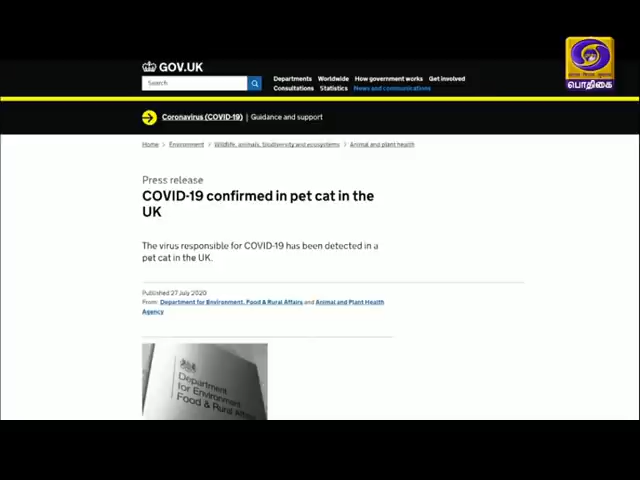 GOV.UK
Search
Departments Worldwide How government works Get involved
Consultations Statistics News and communications
பொதிகை
Coronavirus (COVID-19) | Guidance and support
Home > Environment > Wildlife, animals, biodiversity and ecosystems > Animal and plant health
Press release
COVID-19 confirmed in pet cat in the
UK
The virus responsible for COVID-19 has been detected in a
pet cat in the UK.
Published 27 July 2020
From: Department for Environment, Food & Rural Affairs and Animal and Plant Health
Agency
Department
for Environment
Food & Rural Affairs